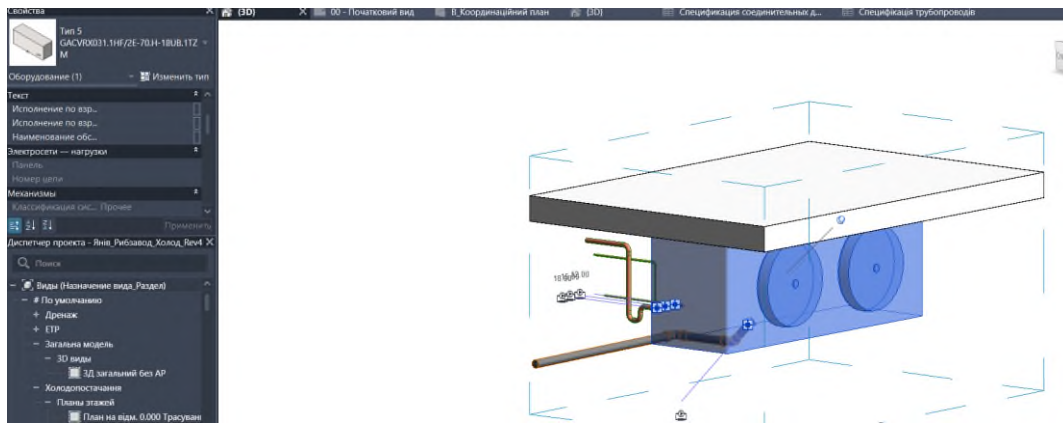 Свойства
(3D)
00 - Початковий вид
В_Координаційний план
(3D)
Спецификация соединительных д...
Специфікація трубопроводів
Тип 5
GACVRX031.1HF/2E-70.H-18UB.1TZ
M
Оборудование (1)
Изменить тип
Текст
Исполнение по взр...
Исполнение по взр...
Наименование обс...
Электросети — нагрузки
Панель
Номер цепи
Механизмы
Классификация сис... Прочее
Применить
Диспетчер проекта - Янів_Рибзавод_Холод_Rev4
Поиск
Виды (Назначение вида_Раздел)
# По умолчанию
Дренаж
ЕТР
Загальна модель
3D виды
3Д загальний без АР
Холодопостачання
Планы этажей
План на відм. 0.000 Трасуван